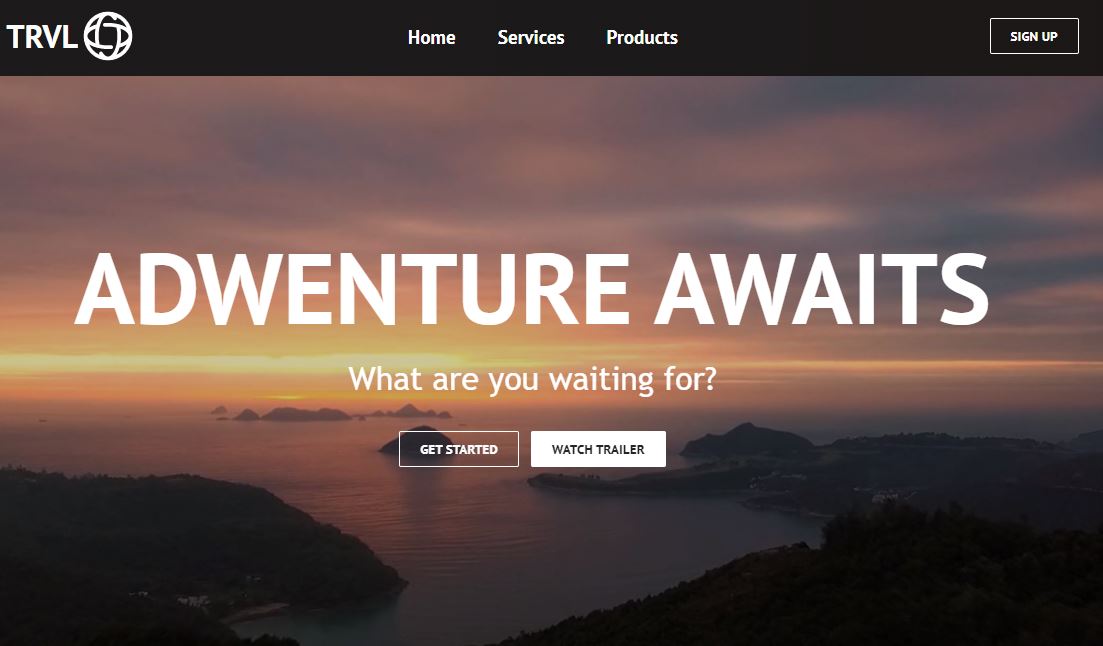 TRVL
Home Services Products
SIGN UP
ADWENTURE AWAITS
What are you waiting for?
GET STARTED WATCH TRAILER